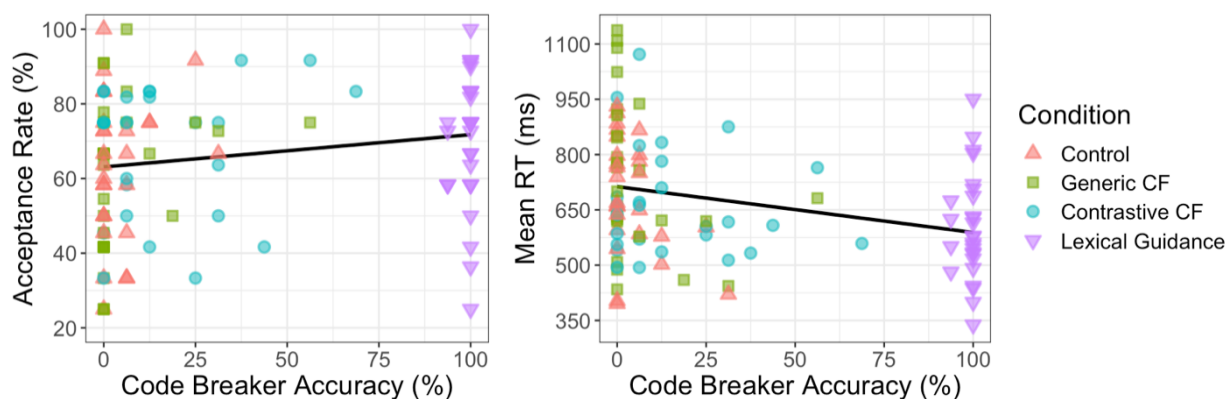 Acceptance Rate (%)
100
80
60
40
20
0 25 50 75 100
Code Breaker Accuracy (%)
Mean RT (ms)
1100
950
800
650
500
350
0 25 50 75 100
Code Breaker Accuracy (%)
Condition
Control
Generic CF
Contrastive CF
Lexical Guidance